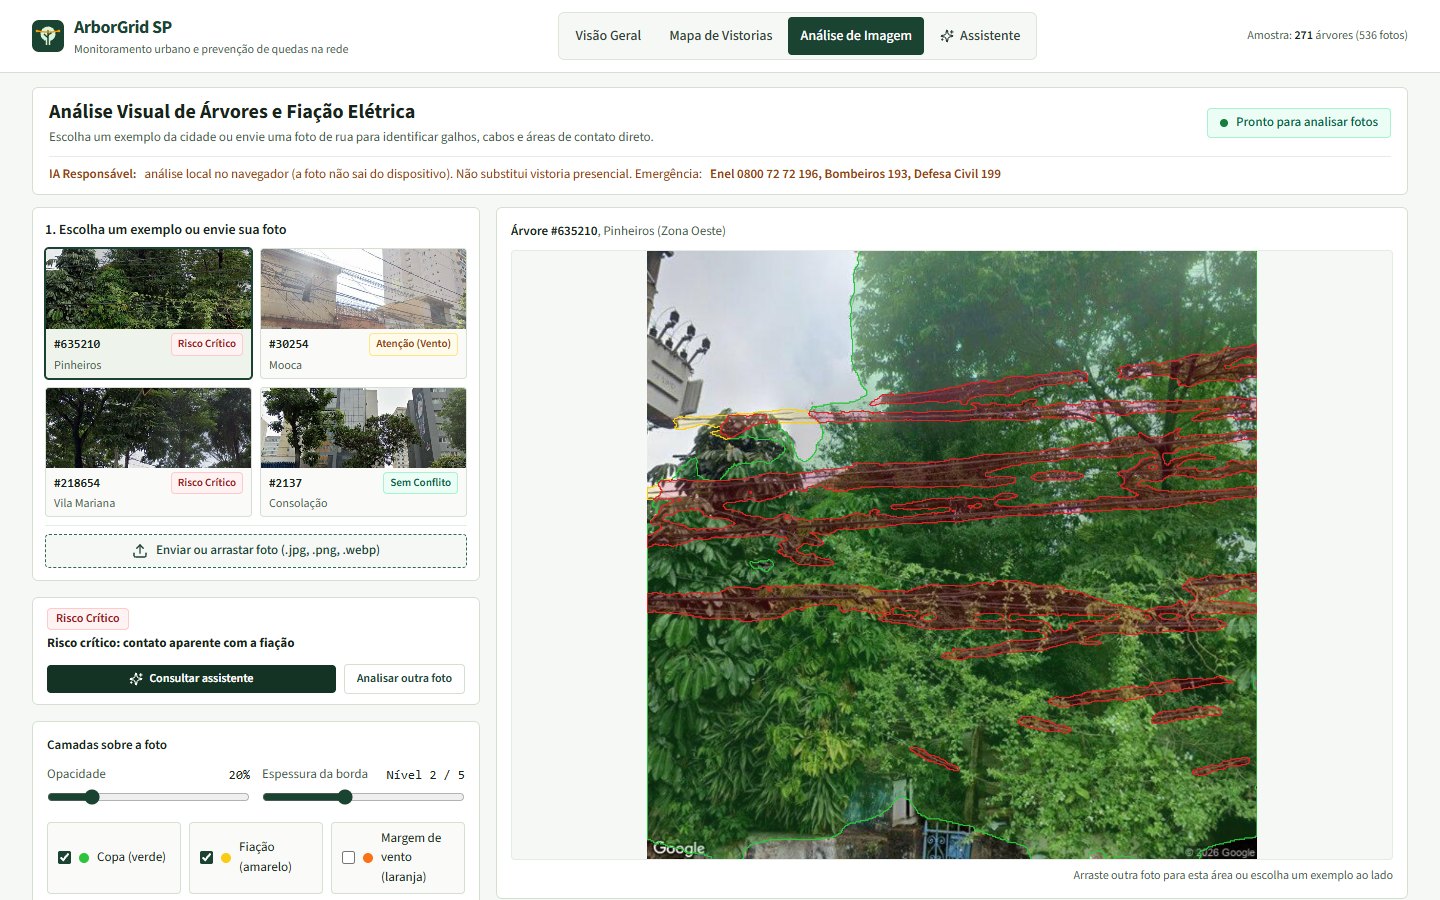 ArborGrid SP
Monitoramento urbano e prevenção de quedas na rede
Visão Geral
Mapa de Vistorias
Análise de Imagem
Assistente
Amostra: 271 árvores (536 fotos)
Análise Visual de Árvores e Fiação Elétrica
Escolha um exemplo da cidade ou envie uma foto de rua para identificar galhos, cabos e áreas de contato direto.
Pronto para analisar fotos
IA Responsável: análise local no navegador (a foto não sai do dispositivo). Não substitui vistoria presencial. Emergência: Enel 0800 72 72 196, Bombeiros 193, Defesa Civil 199
1. Escolha um exemplo ou envie sua foto
#635210
Risco Crítico
Pinheiros
#30254
Atenção (Vento)
Mooca
#218654
Risco Crítico
Vila Mariana
#2137
Sem Conflito
Consolação
Enviar ou arrastar foto (.jpg, .png, .webp)
Risco Crítico
Risco crítico: contato aparente com a fiação
Consultar assistente
Analisar outra foto
Camadas sobre a foto
Opacidade
20%
Espessura da borda
Nível 2 / 5
Copa (verde)
Fiação
(amarelo)
Margem de
vento
(laranja)
Árvore #635210, Pinheiros (Zona Oeste)
Google
© 2026 Google
Arraste outra foto para esta área ou escolha um exemplo ao lado